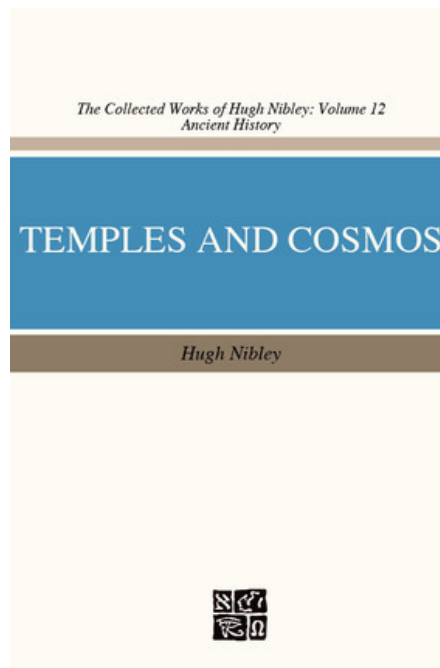 The Collected Works of Hugh Nibley: Volume 12
Ancient History
TEMPLES AND COSMOS
Hugh Nibley